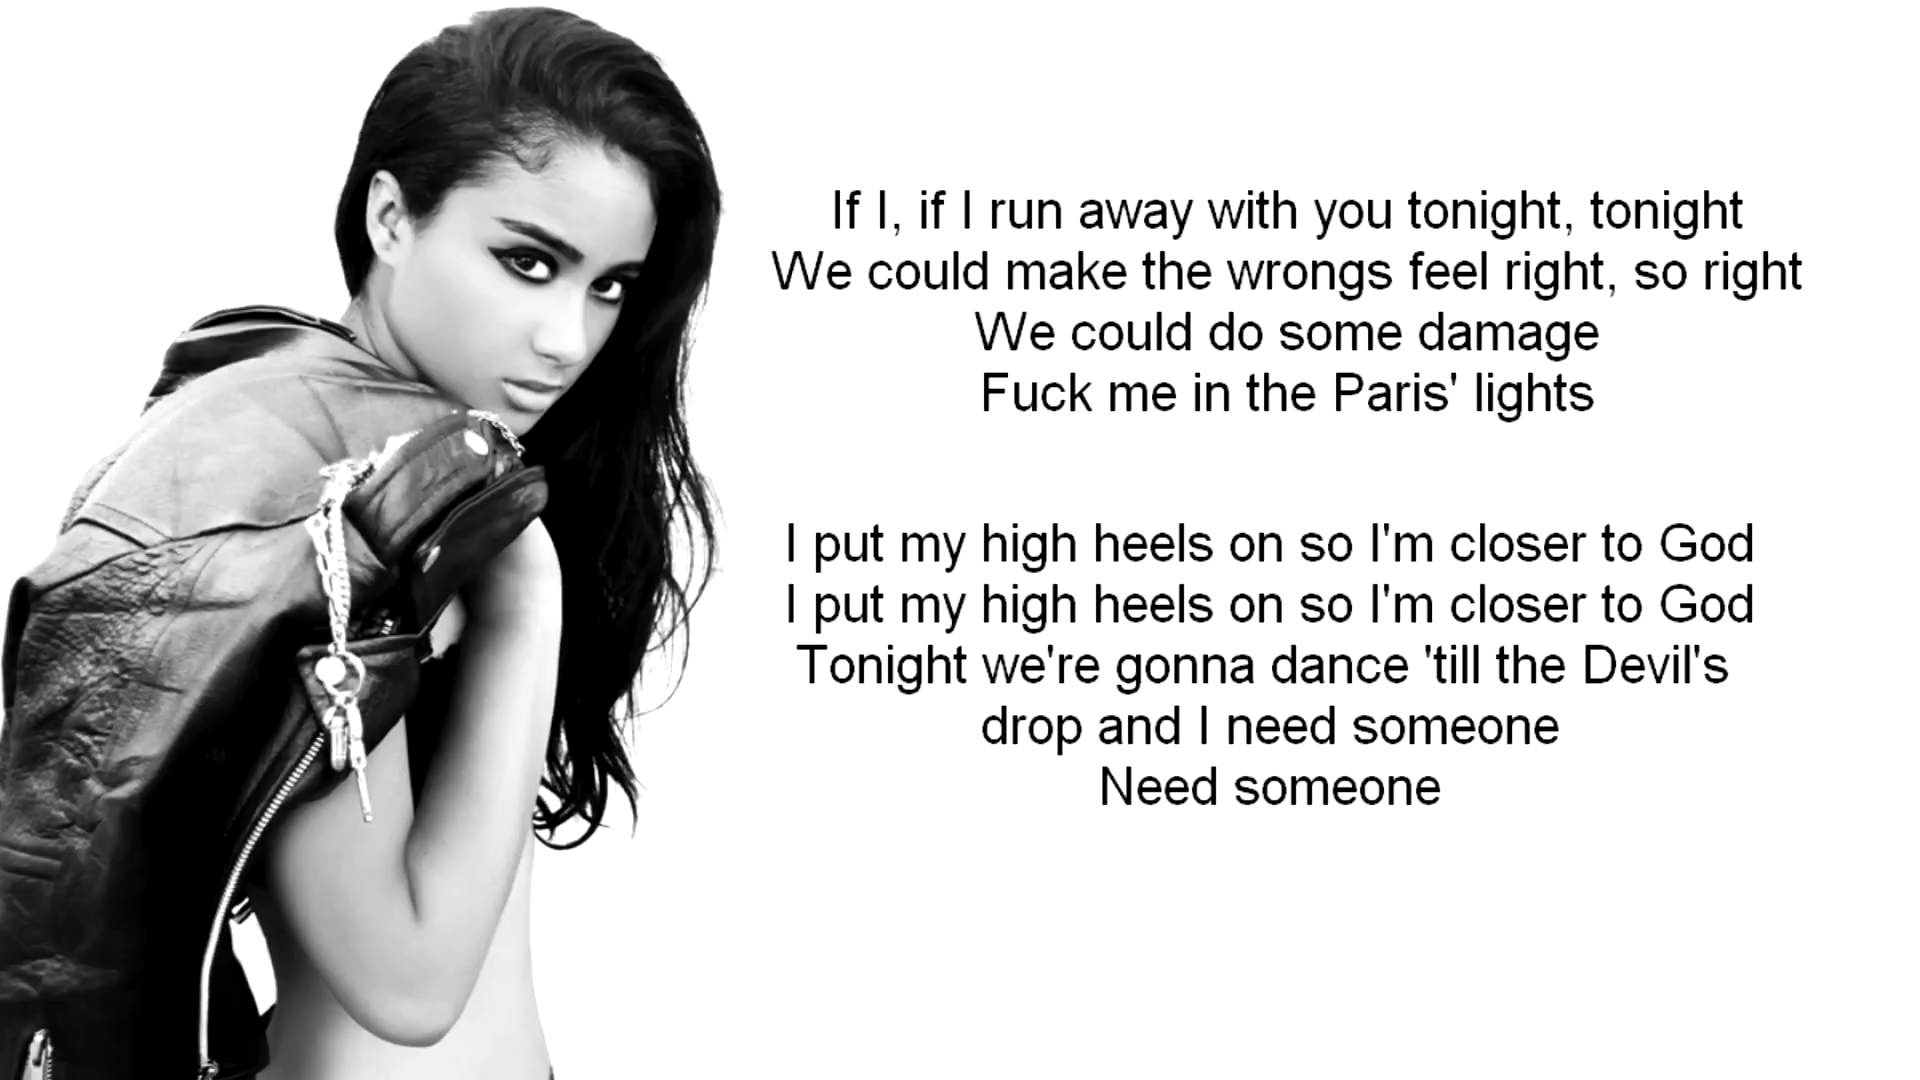 If I, if I run away with you tonight, tonight
We could make the wrongs feel right, so right
We could do some damage
Fuck me in the Paris' lights
I put my high heels on so I'm closer to God
I put my high heels on so I'm closer to God
Tonight we're gonna dance 'till the Devil's
drop and I need someone
Need someone